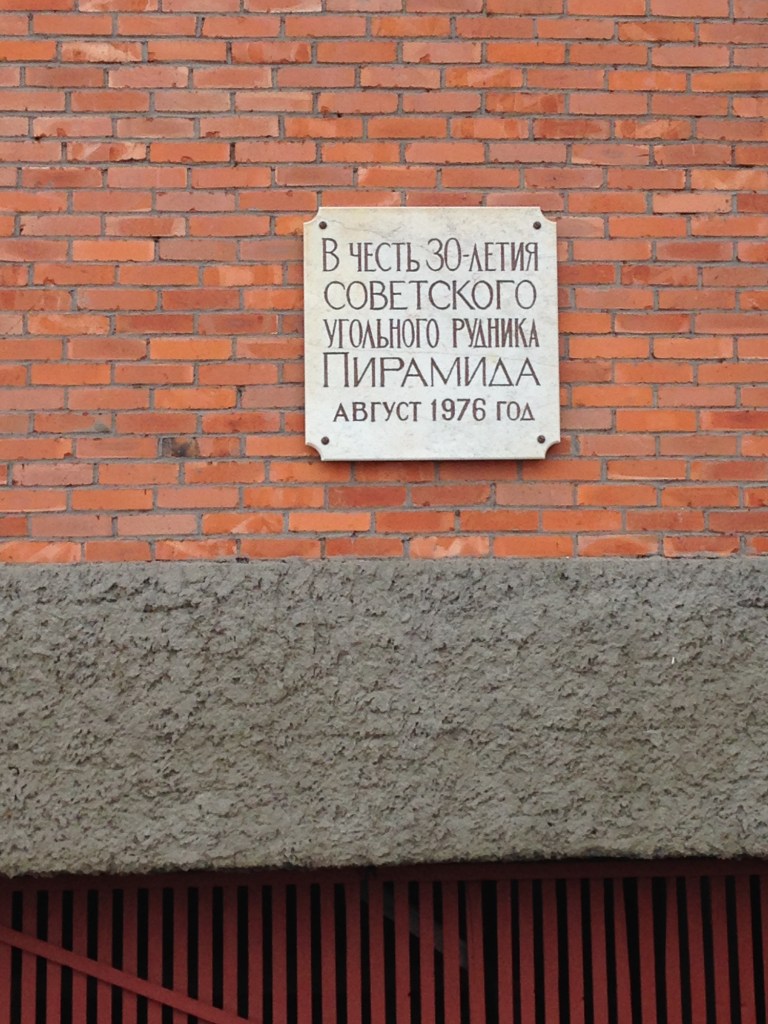 В ЧЕСТЬ 30-ЛЕТИЯ
СОВЕТСКОГО
УГОЛЬНОГО РУДНИКА
ПИРАМИДА
АВГУСТ 1976 ГОД